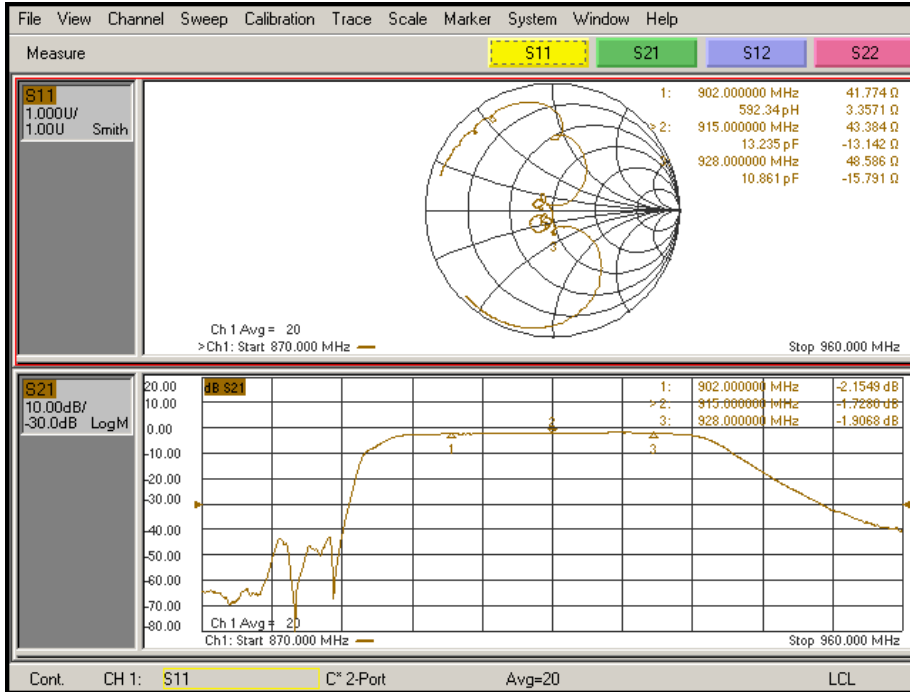 File View Channel Sweep Calibration Trace Scale Marker System Window Help
Measure S11 S21 S12 S22
S11
1.000U/
1.00U Smith
1: 902.000000 MHz 41.774 Ω
592.34 pH 3.3571 Ω
> 2: 915.000000 MHz 43.384 Ω
13.235 pF -13.142 Ω
928.000000 MHz 48.586 Ω
10.861 pF -15.791 Ω
3
Ch 1 Avg = 20
>Ch1: Start 870.000 MHz
Stop 960.000 MHz
S21
10.00dB/
-30.0dB LogM
dB S21
1: 902.000000 MHz -2.1549 dB
> 2: 915.000000 MHz -1.7280 dB
3: 928.000000 MHz -1.9068 dB
20.00
10.00
0.00
-10.00
-20.00
-30.00
-40.00
-50.00
-60.00
-70.00
-80.00
1
2
3
Ch 1 Avg = 20
Ch1: Start 870.000 MHz
Stop 960.000 MHz
Cont. CH 1: S11 C* 2-Port Avg=20 LCL